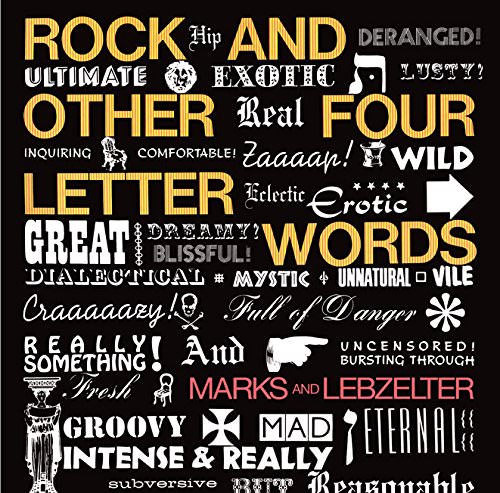 ROCK Hip AND DERANGED!
ULTIMATE EXOTIC LUSTY?
OTHER Real FOUR
INQUIRING COMFORTABLE! Zaaaap! WILD
LETTER Eclectic Erotic
GREAT DREAMY? WORDS
BLISSFUL!
DIALECTICAL MYSTIC UNNATURAL VILE
Craaaaaazy! Full of Danger
REALLY SOMETHING! And UNCENSORED! BURSTING THROUGH
Fresh MARKS AND LEBZELTER
GROOVY MAD ETERNAL
INTENSE & REALLY
subversive BUT Reasonable